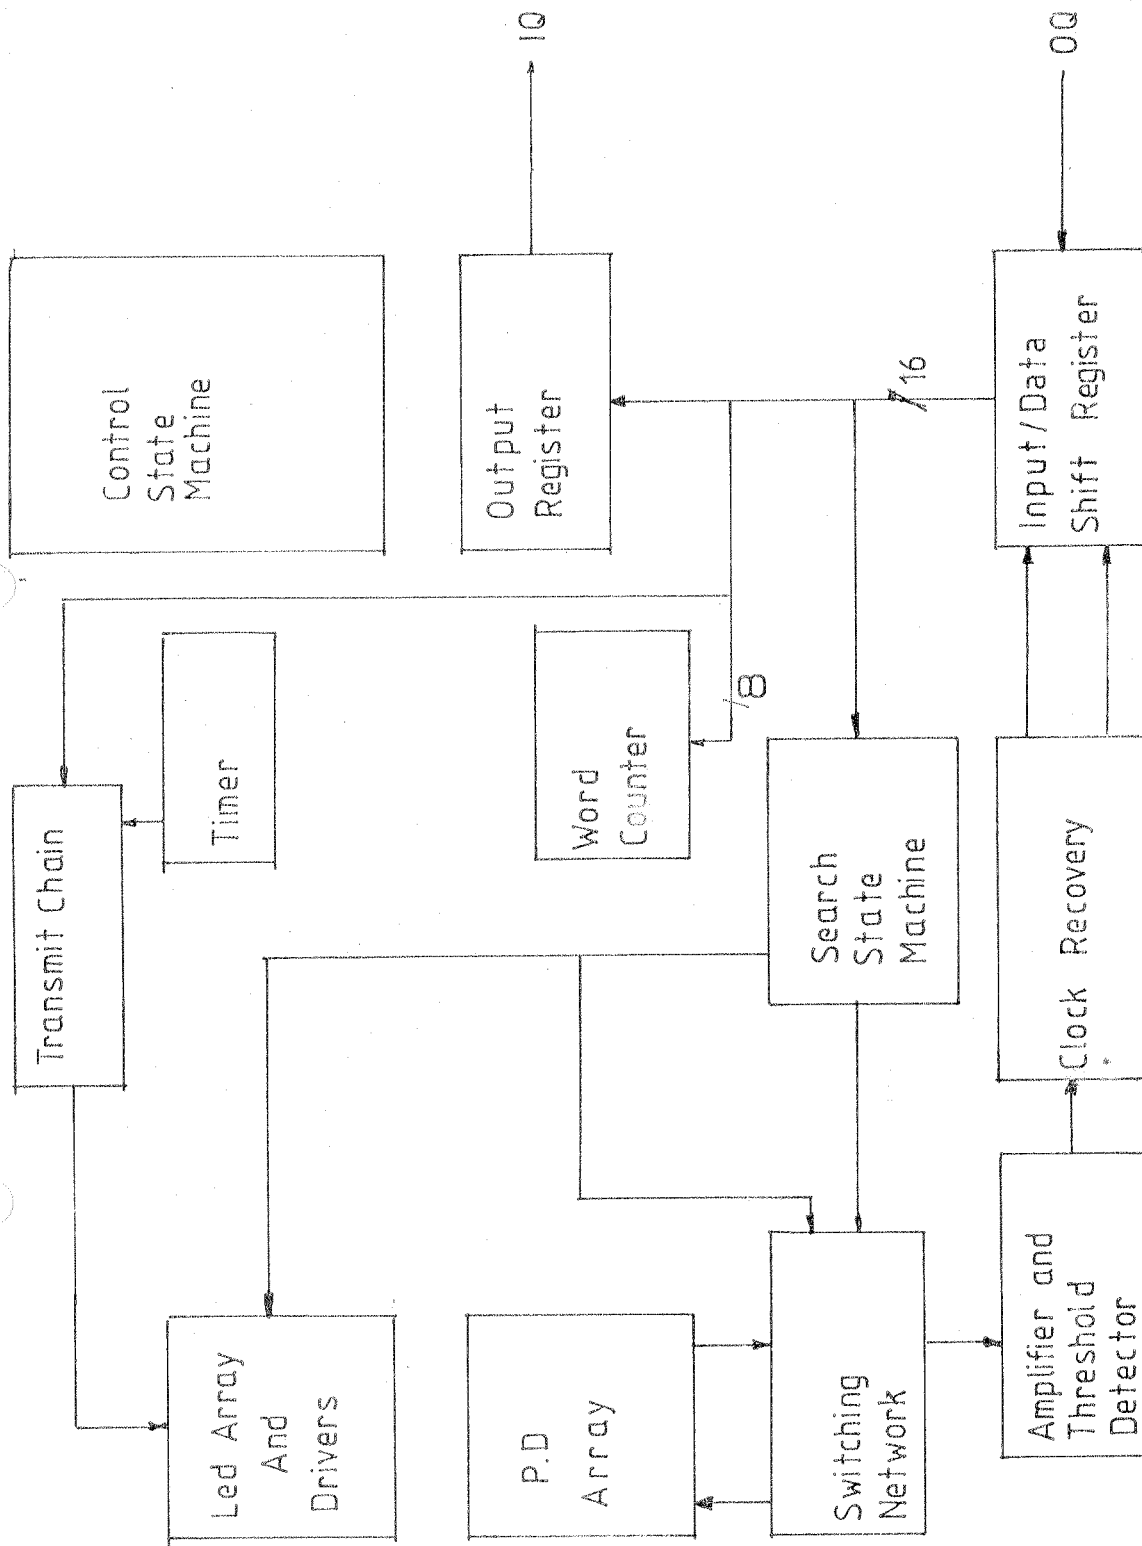 Led Array
And
Drivers
Transmit Chain
Timer
Control
State
Machine
P.D
Array
Word
Counter
Output
Register
IQ
Switching
Network
Search
State
Machine
8
16
Amplifier and
Threshold
Detector
Clock Recovery
Input/Data
Shift Register
OQ